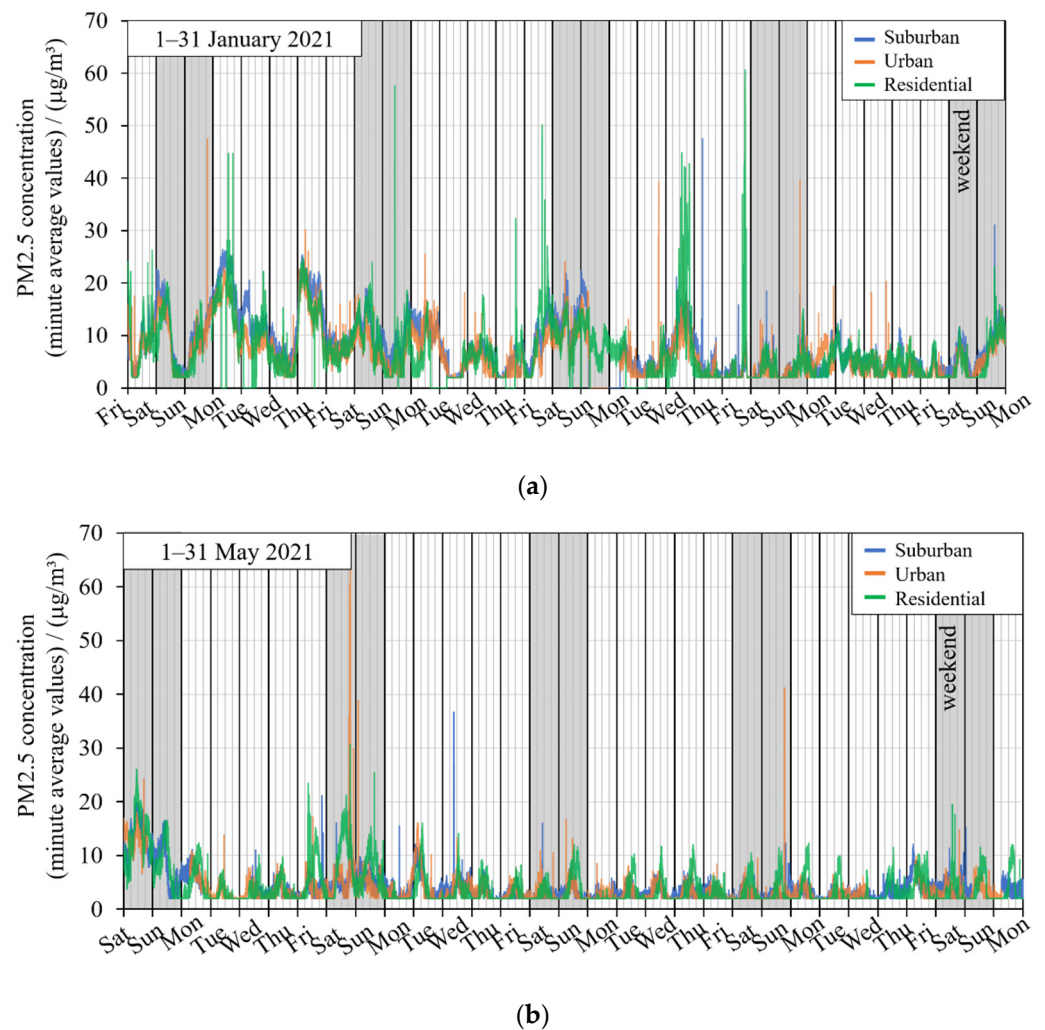 70
60
50
40
30
20
10
0
PM2.5 concentration
(minute average values) / (μg/m³)
1–31 January 2021
Suburban
Urban
Residential
weekend
Fri Sat Sun Mon Tue Wed Thu Fri Sat Sun Mon Tue Wed Thu Fri Sat Sun Mon Tue Wed Thu Fri Sat Sun Mon Tue Wed Thu Fri Sat Sun Mon
(a)
70
60
50
40
30
20
10
0
PM2.5 concentration
(minute average values) / (μg/m³)
1–31 May 2021
Suburban
Urban
Residential
weekend
Sat Sun Mon Tue Wed Thu Fri Sat Sun Mon Tue Wed Thu Fri Sat Sun Mon Tue Wed Thu Fri Sat Sun Mon Tue Wed Thu Fri Sat Sun Mon
(b)